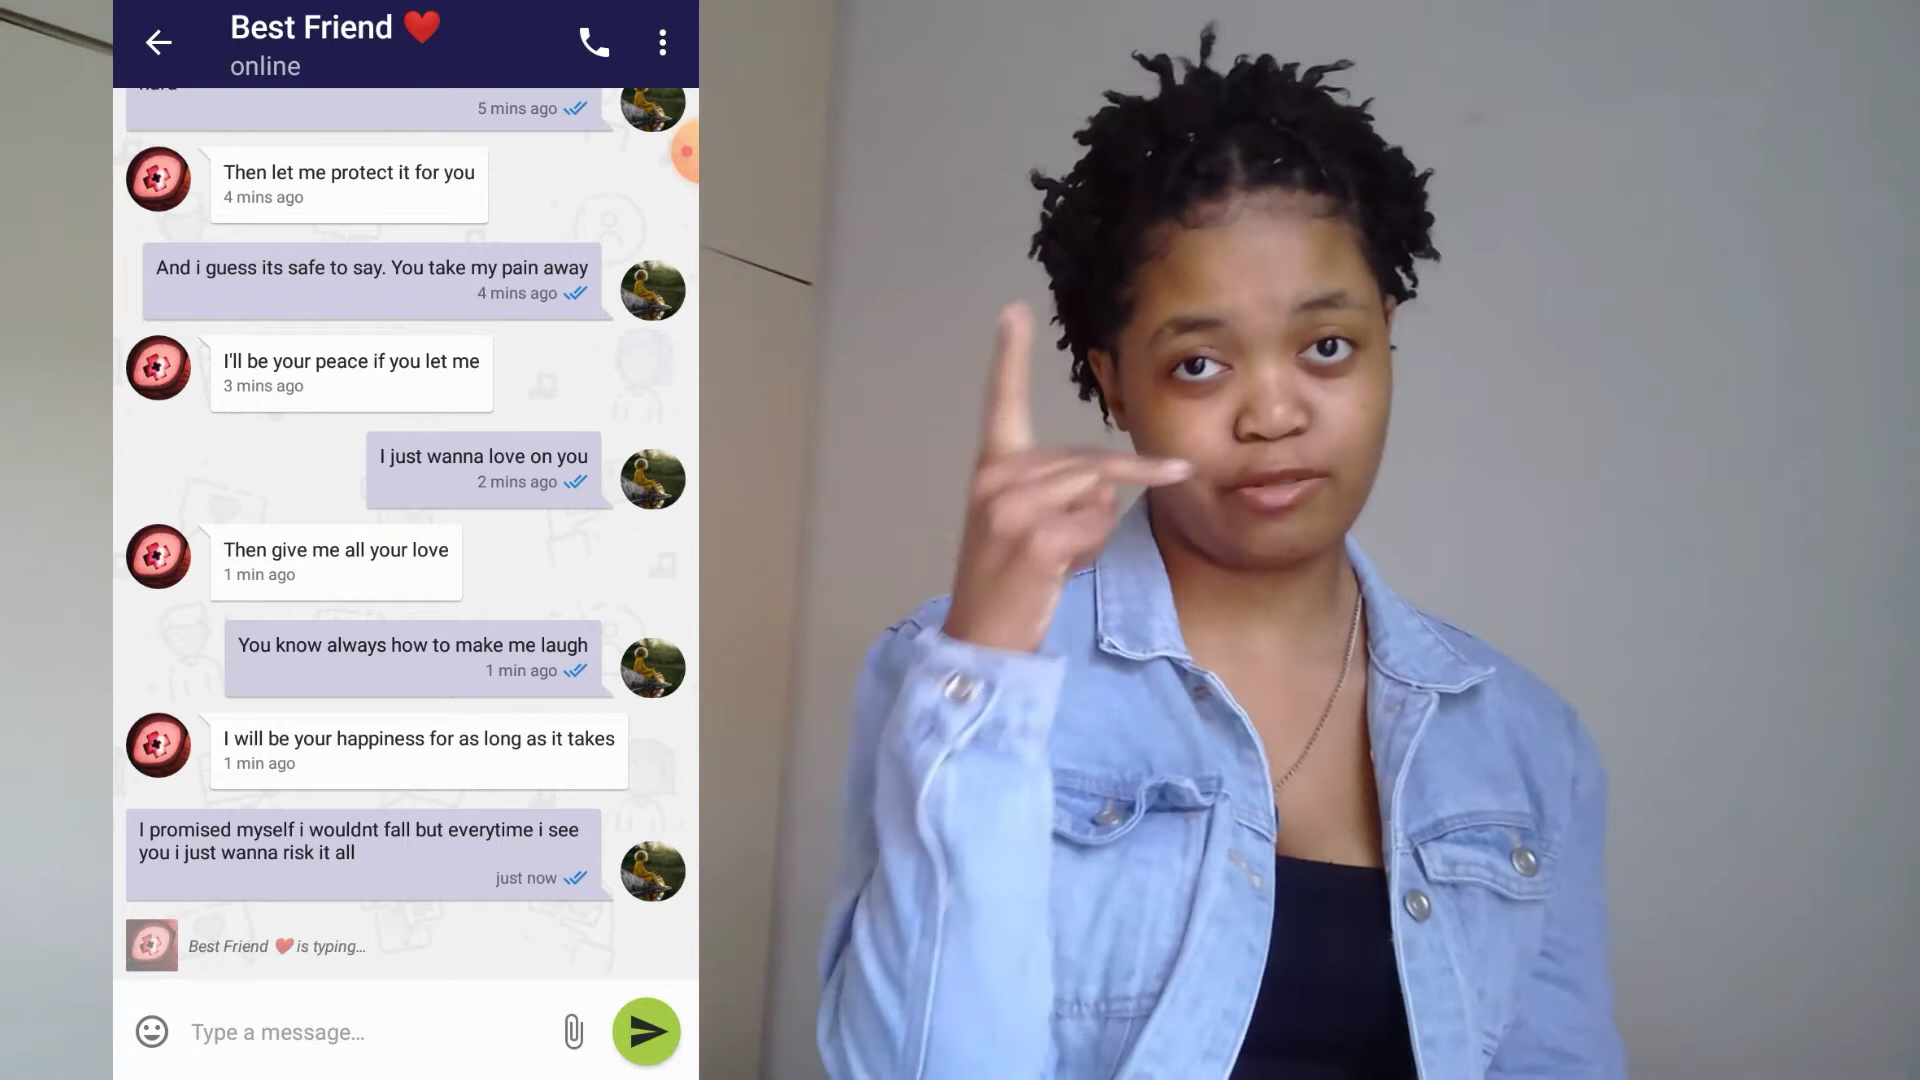 Best Friend ❤️
online
5 mins ago
Then let me protect it for you
4 mins ago
And i guess its safe to say. You take my pain away
4 mins ago
I'll be your peace if you let me
3 mins ago
I just wanna love on you
2 mins ago
Then give me all your love
1 min ago
You know always how to make me laugh
1 min ago
I will be your happiness for as long as it takes
1 min ago
I promised myself i wouldnt fall but everytime i see
you i just wanna risk it all
just now
Best Friend ❤️ is typing...
Type a message...